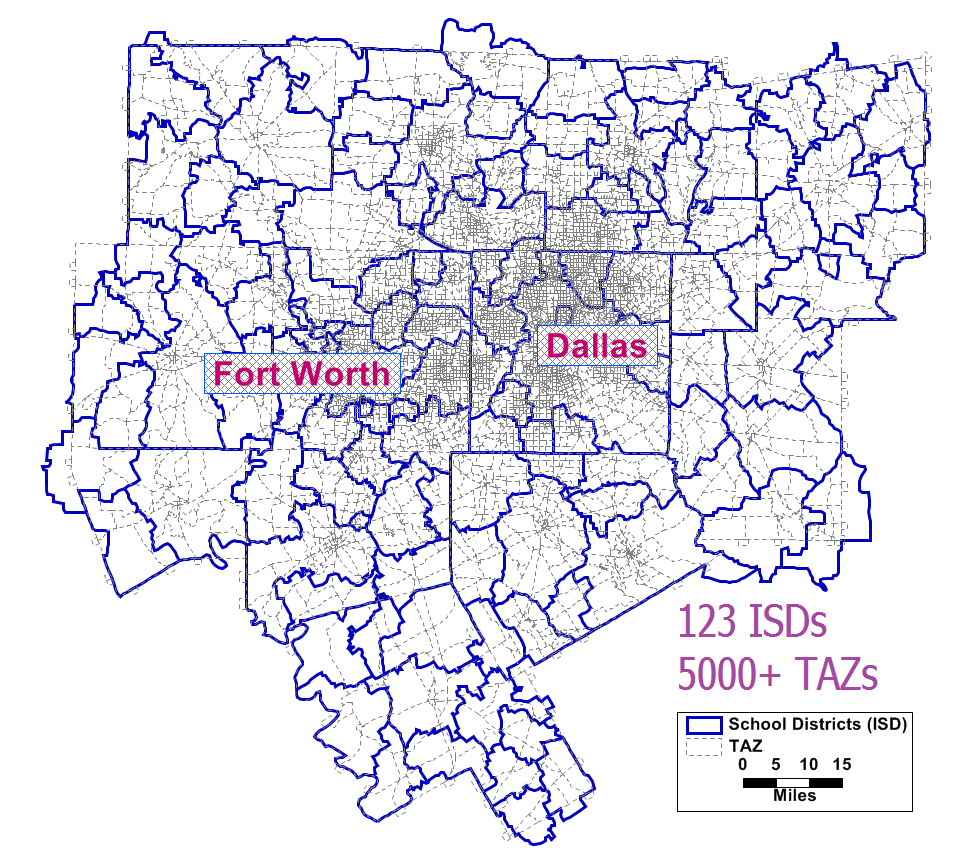 Dallas
Fort Worth
123 ISDs
5000+ TAZs
School Districts (ISD)
TAZ
0 5 10 15
Miles